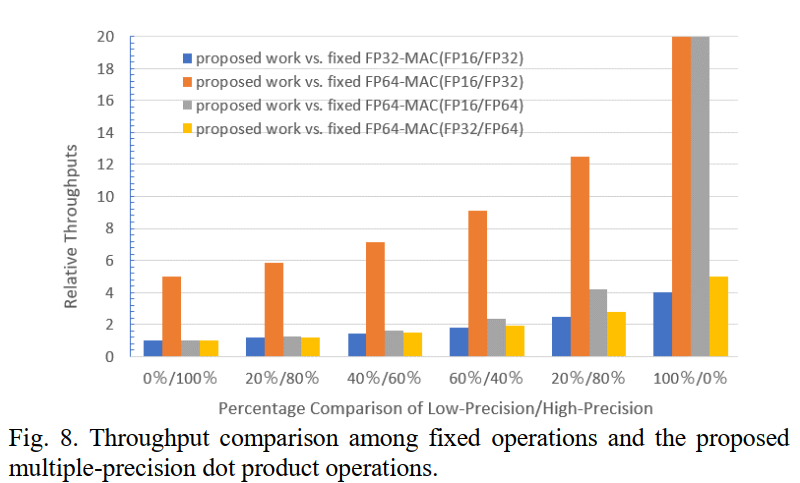 20
18
16
14
12
10
8
6
4
2
0
Relative Throughputs
proposed work vs. fixed FP32-MAC(FP16/FP32)
proposed work vs. fixed FP64-MAC(FP16/FP32)
proposed work vs. fixed FP64-MAC(FP16/FP64)
proposed work vs. fixed FP64-MAC(FP32/FP64)
0%/100% 20%/80% 40%/60% 60%/40% 20%/80% 100%/0%
Percentage Comparison of Low-Precision/High-Precision
Fig. 8. Throughput comparison among fixed operations and the proposed
multiple-precision dot product operations.